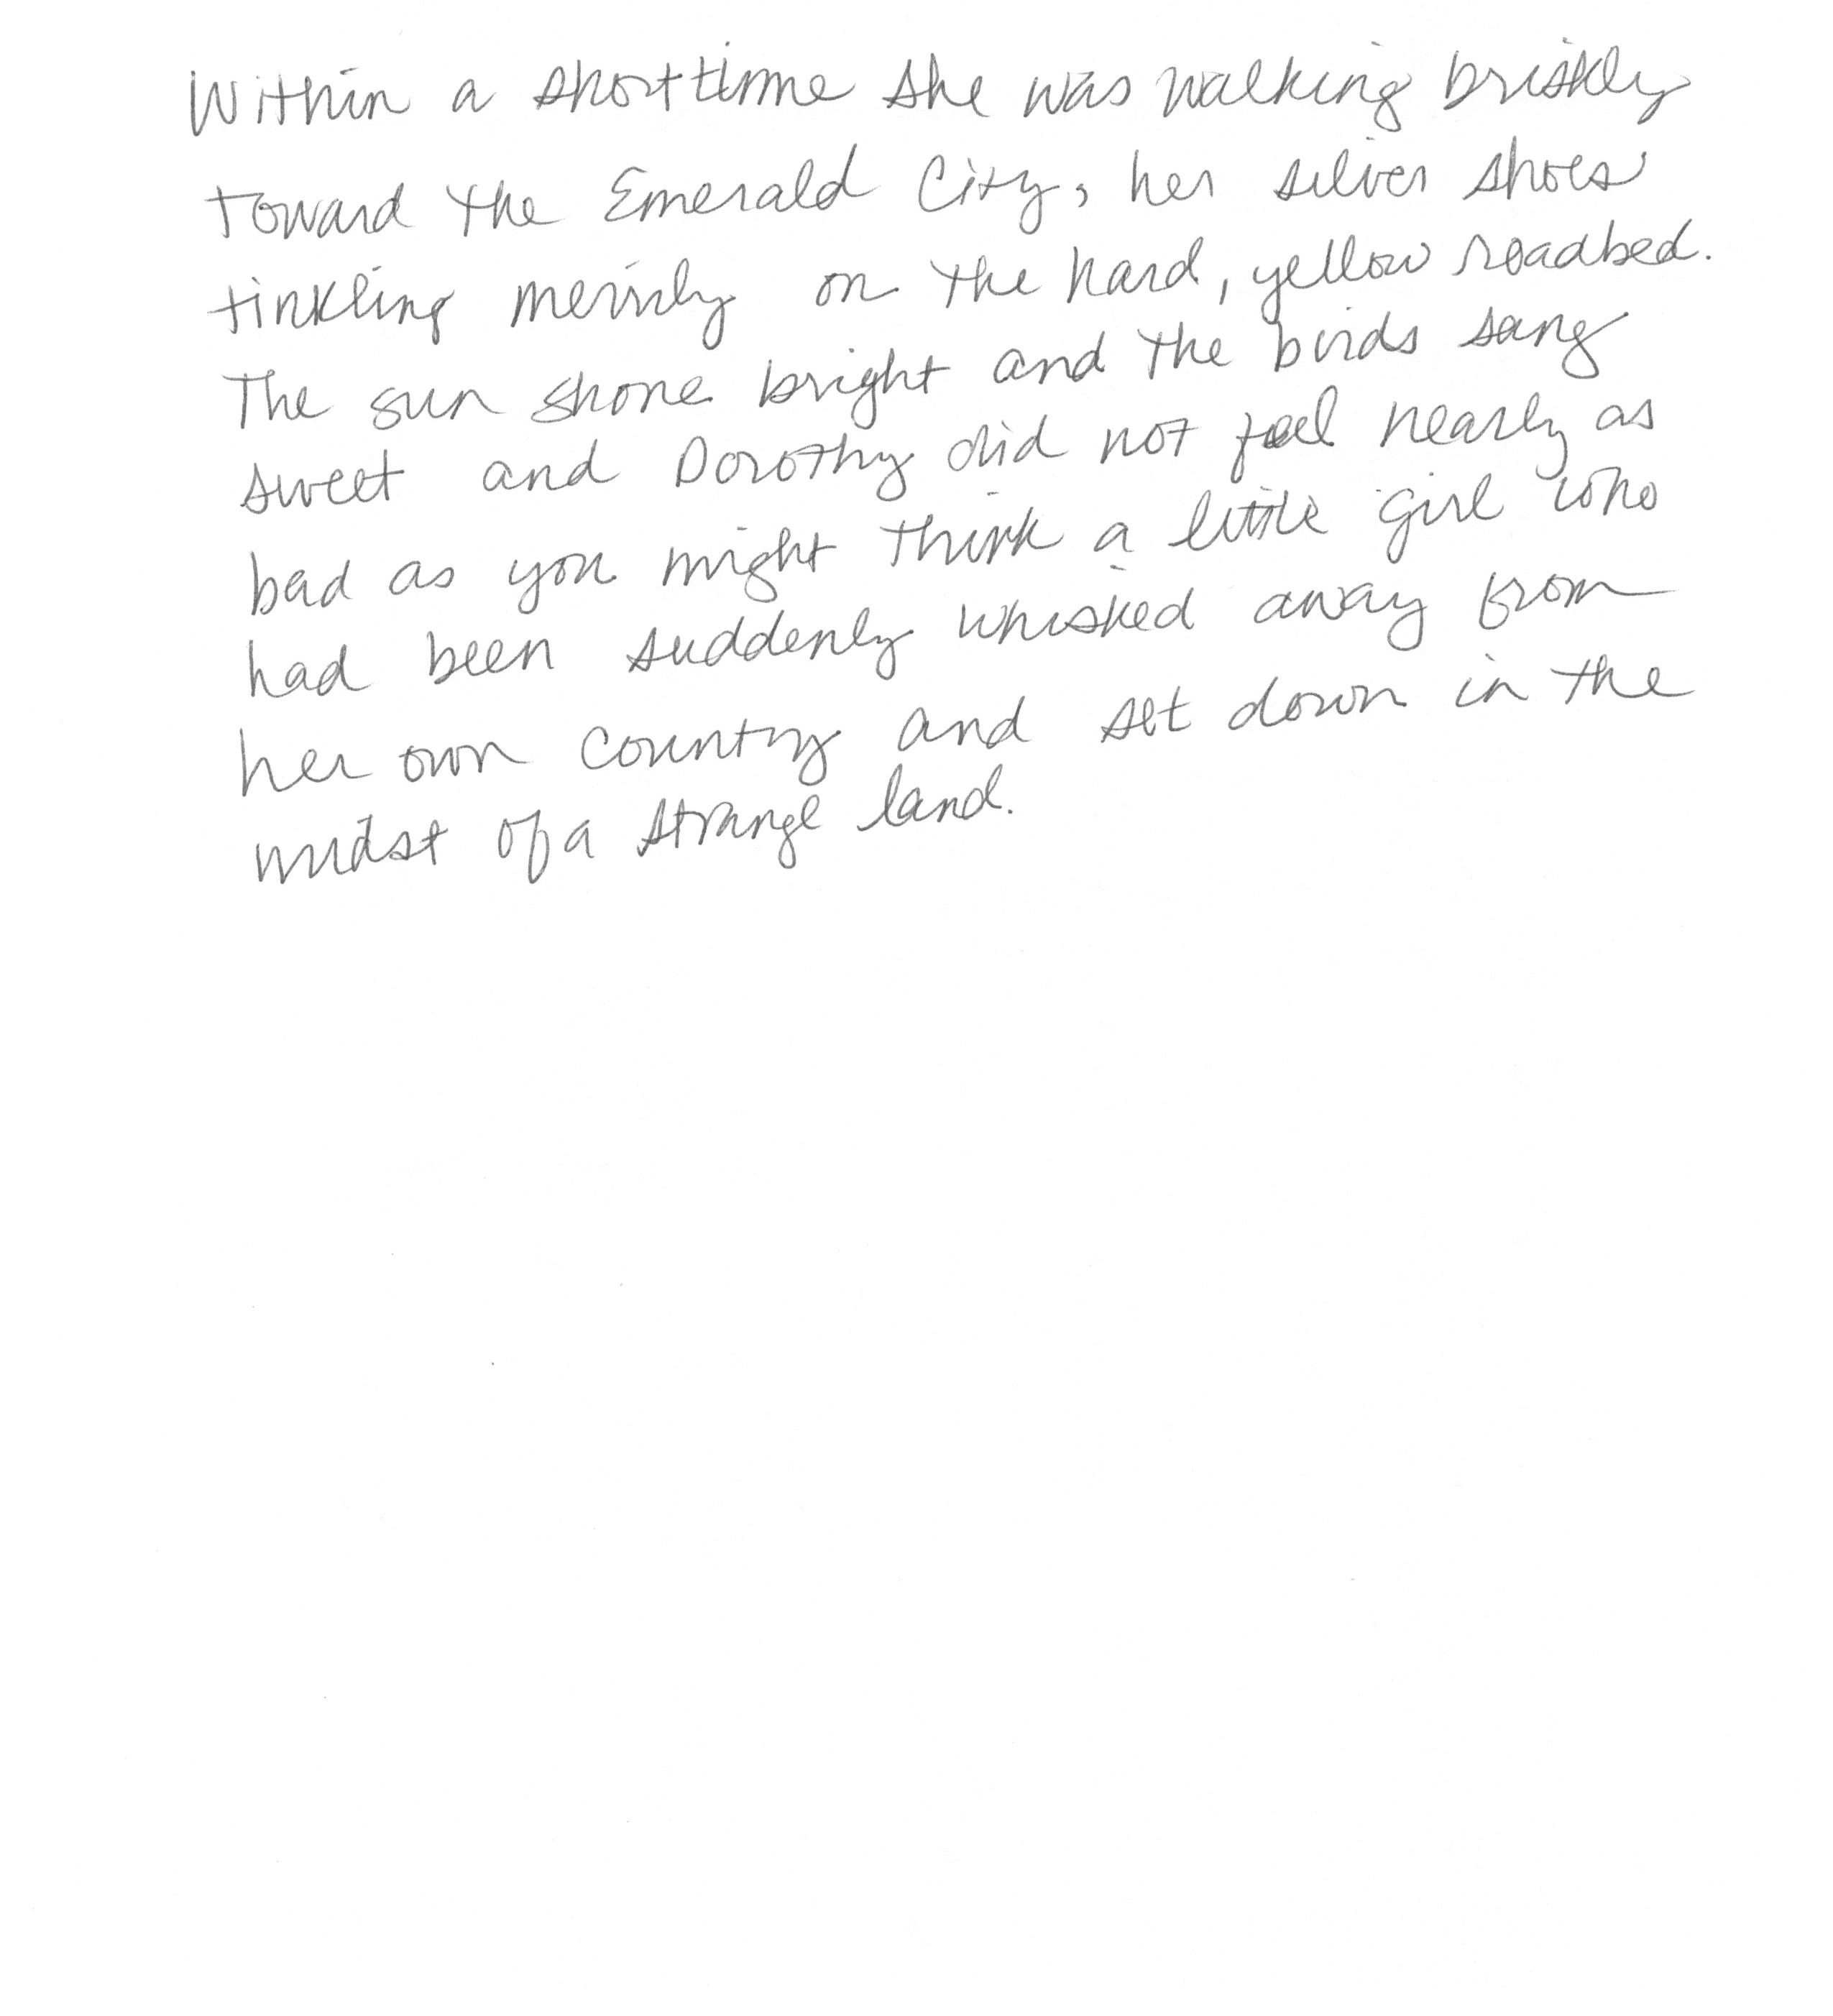 Within a short time she was walking briskly
toward the Emerald City, her silver shoes
tinkling merrily on the hard, yellow roadbed.
The sun shone bright and the birds sang
sweet and Dorothy did not feel nearly as
bad as you might think a little girl who
had been suddenly whisked away from
her own country and set down in the
midst of a strange land.